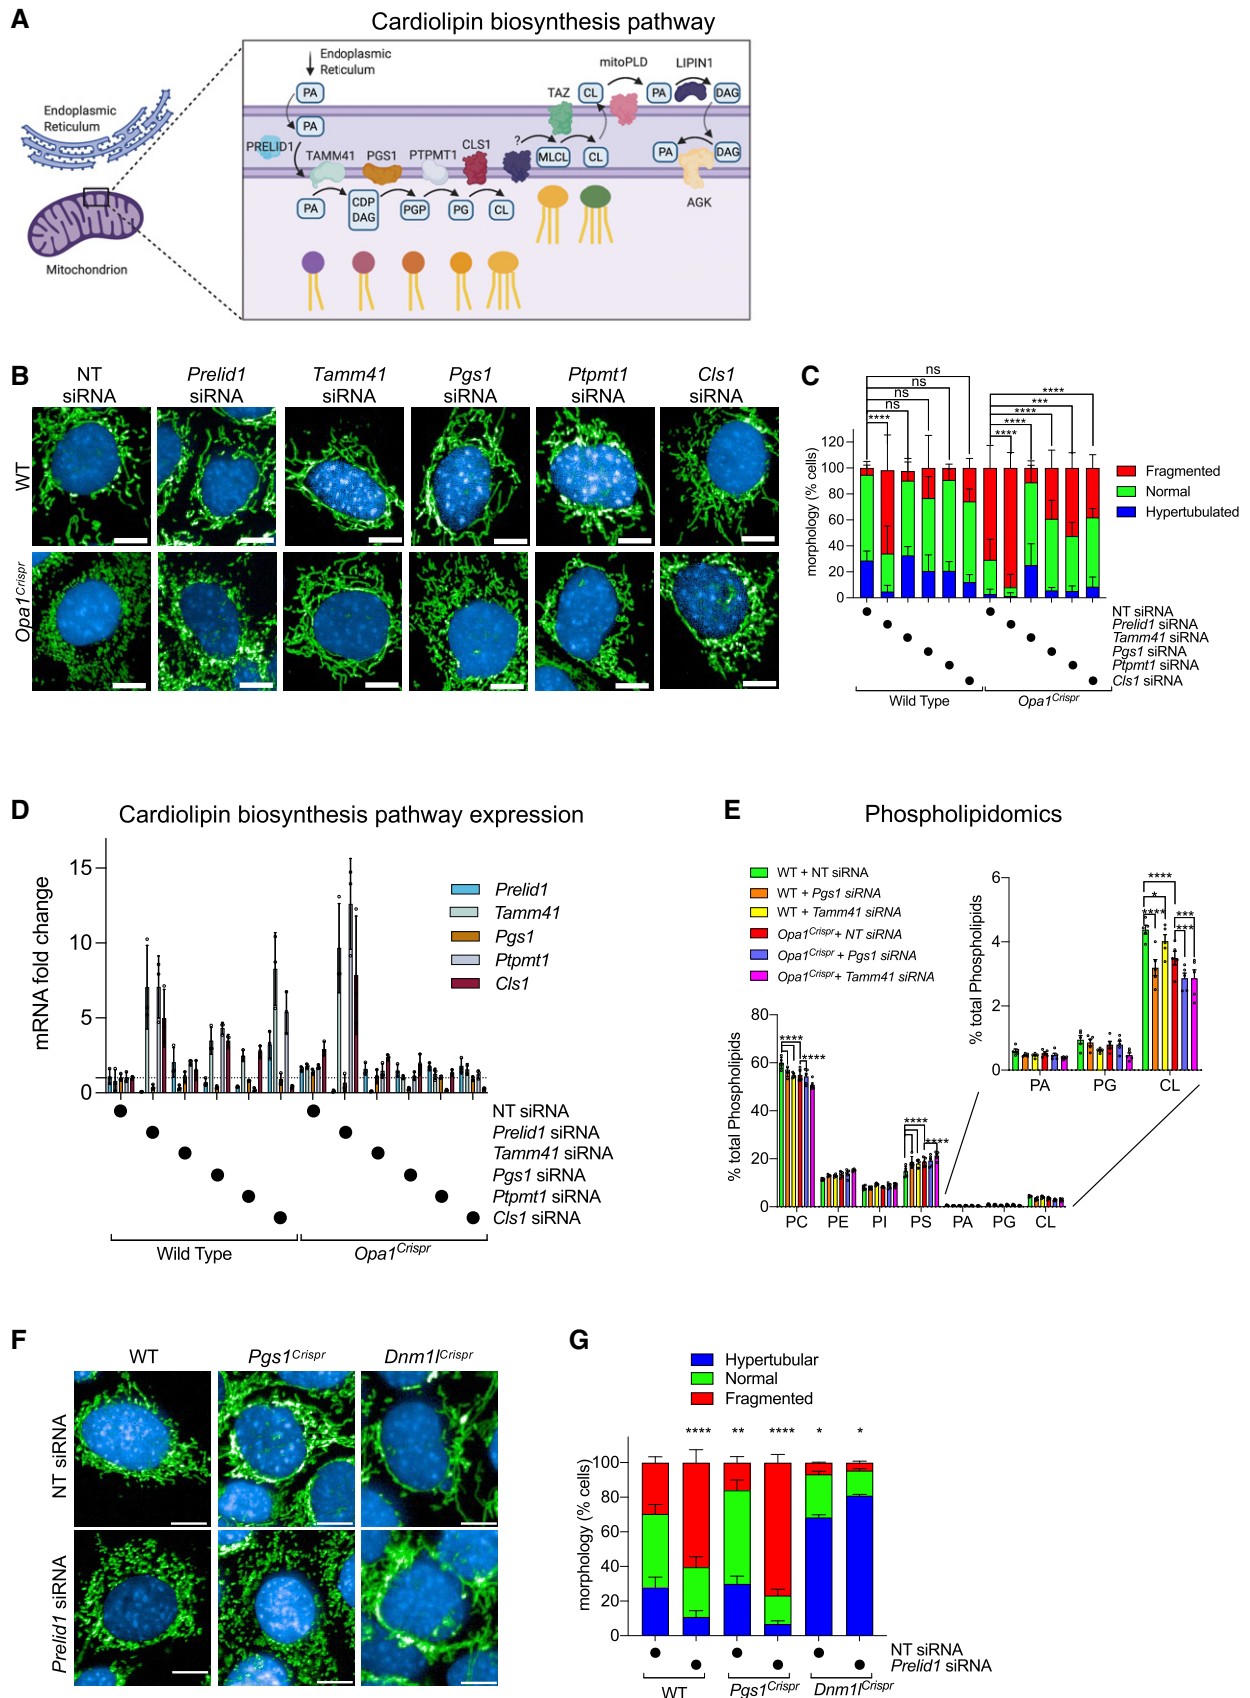 A
Cardiolipin biosynthesis pathway
Endoplasmic
Reticulum
Mitochondrion
Endoplasmic
Reticulum
PA
PA
PRELID1
TAMM41
PGS1
PTPMT1
CLS1
?
TAZ
CL
mitoPLD
PA
LIPIN1
DAG
MLCL
CL
PA
DAG
AGK
PA
CDP
DAG
PGP
PG
CL
B
NT
siRNA
Prelid1
siRNA
Tamm41
siRNA
Pgs1
siRNA
Ptpmt1
siRNA
Cls1
siRNA
WT
Opa1Crispr
C
ns
ns
ns
ns
****
****
***
****
****
****
morphology (% cells)
120
100
80
60
40
20
0
Fragmented
Normal
Hypertubulated
NT siRNA
Prelid1 siRNA
Tamm41 siRNA
Pgs1 siRNA
Ptpmt1 siRNA
Cls1 siRNA
Wild Type
Opa1Crispr
D
Cardiolipin biosynthesis pathway expression
mRNA fold change
15
10
5
0
Prelid1
Tamm41
Pgs1
Ptpmt1
Cls1
NT siRNA
Prelid1 siRNA
Tamm41 siRNA
Pgs1 siRNA
Ptpmt1 siRNA
Cls1 siRNA
Wild Type
Opa1Crispr
E
Phospholipidomics
WT + NT siRNA
WT + Pgs1 siRNA
WT + Tamm41 siRNA
Opa1Crispr+ NT siRNA
Opa1Crispr + Pgs1 siRNA
Opa1Crispr+ Tamm41 siRNA
% total Phospholipids
6
4
2
0
****
*
****
***
***
PA
PG
CL
% total Phospholipids
80
60
40
20
0
****
****
****
****
PC
PE
PI
PS
PA
PG
CL
F
WT
Pgs1Crispr
Dnm1lCrispr
NT siRNA
Prelid1 siRNA
G
Hypertubular
Normal
Fragmented
****
**
****
*
*
morphology (% cells)
100
80
60
40
20
0
NT siRNA
Prelid1 siRNA
WT
Pgs1Crispr
Dnm1lCrispr